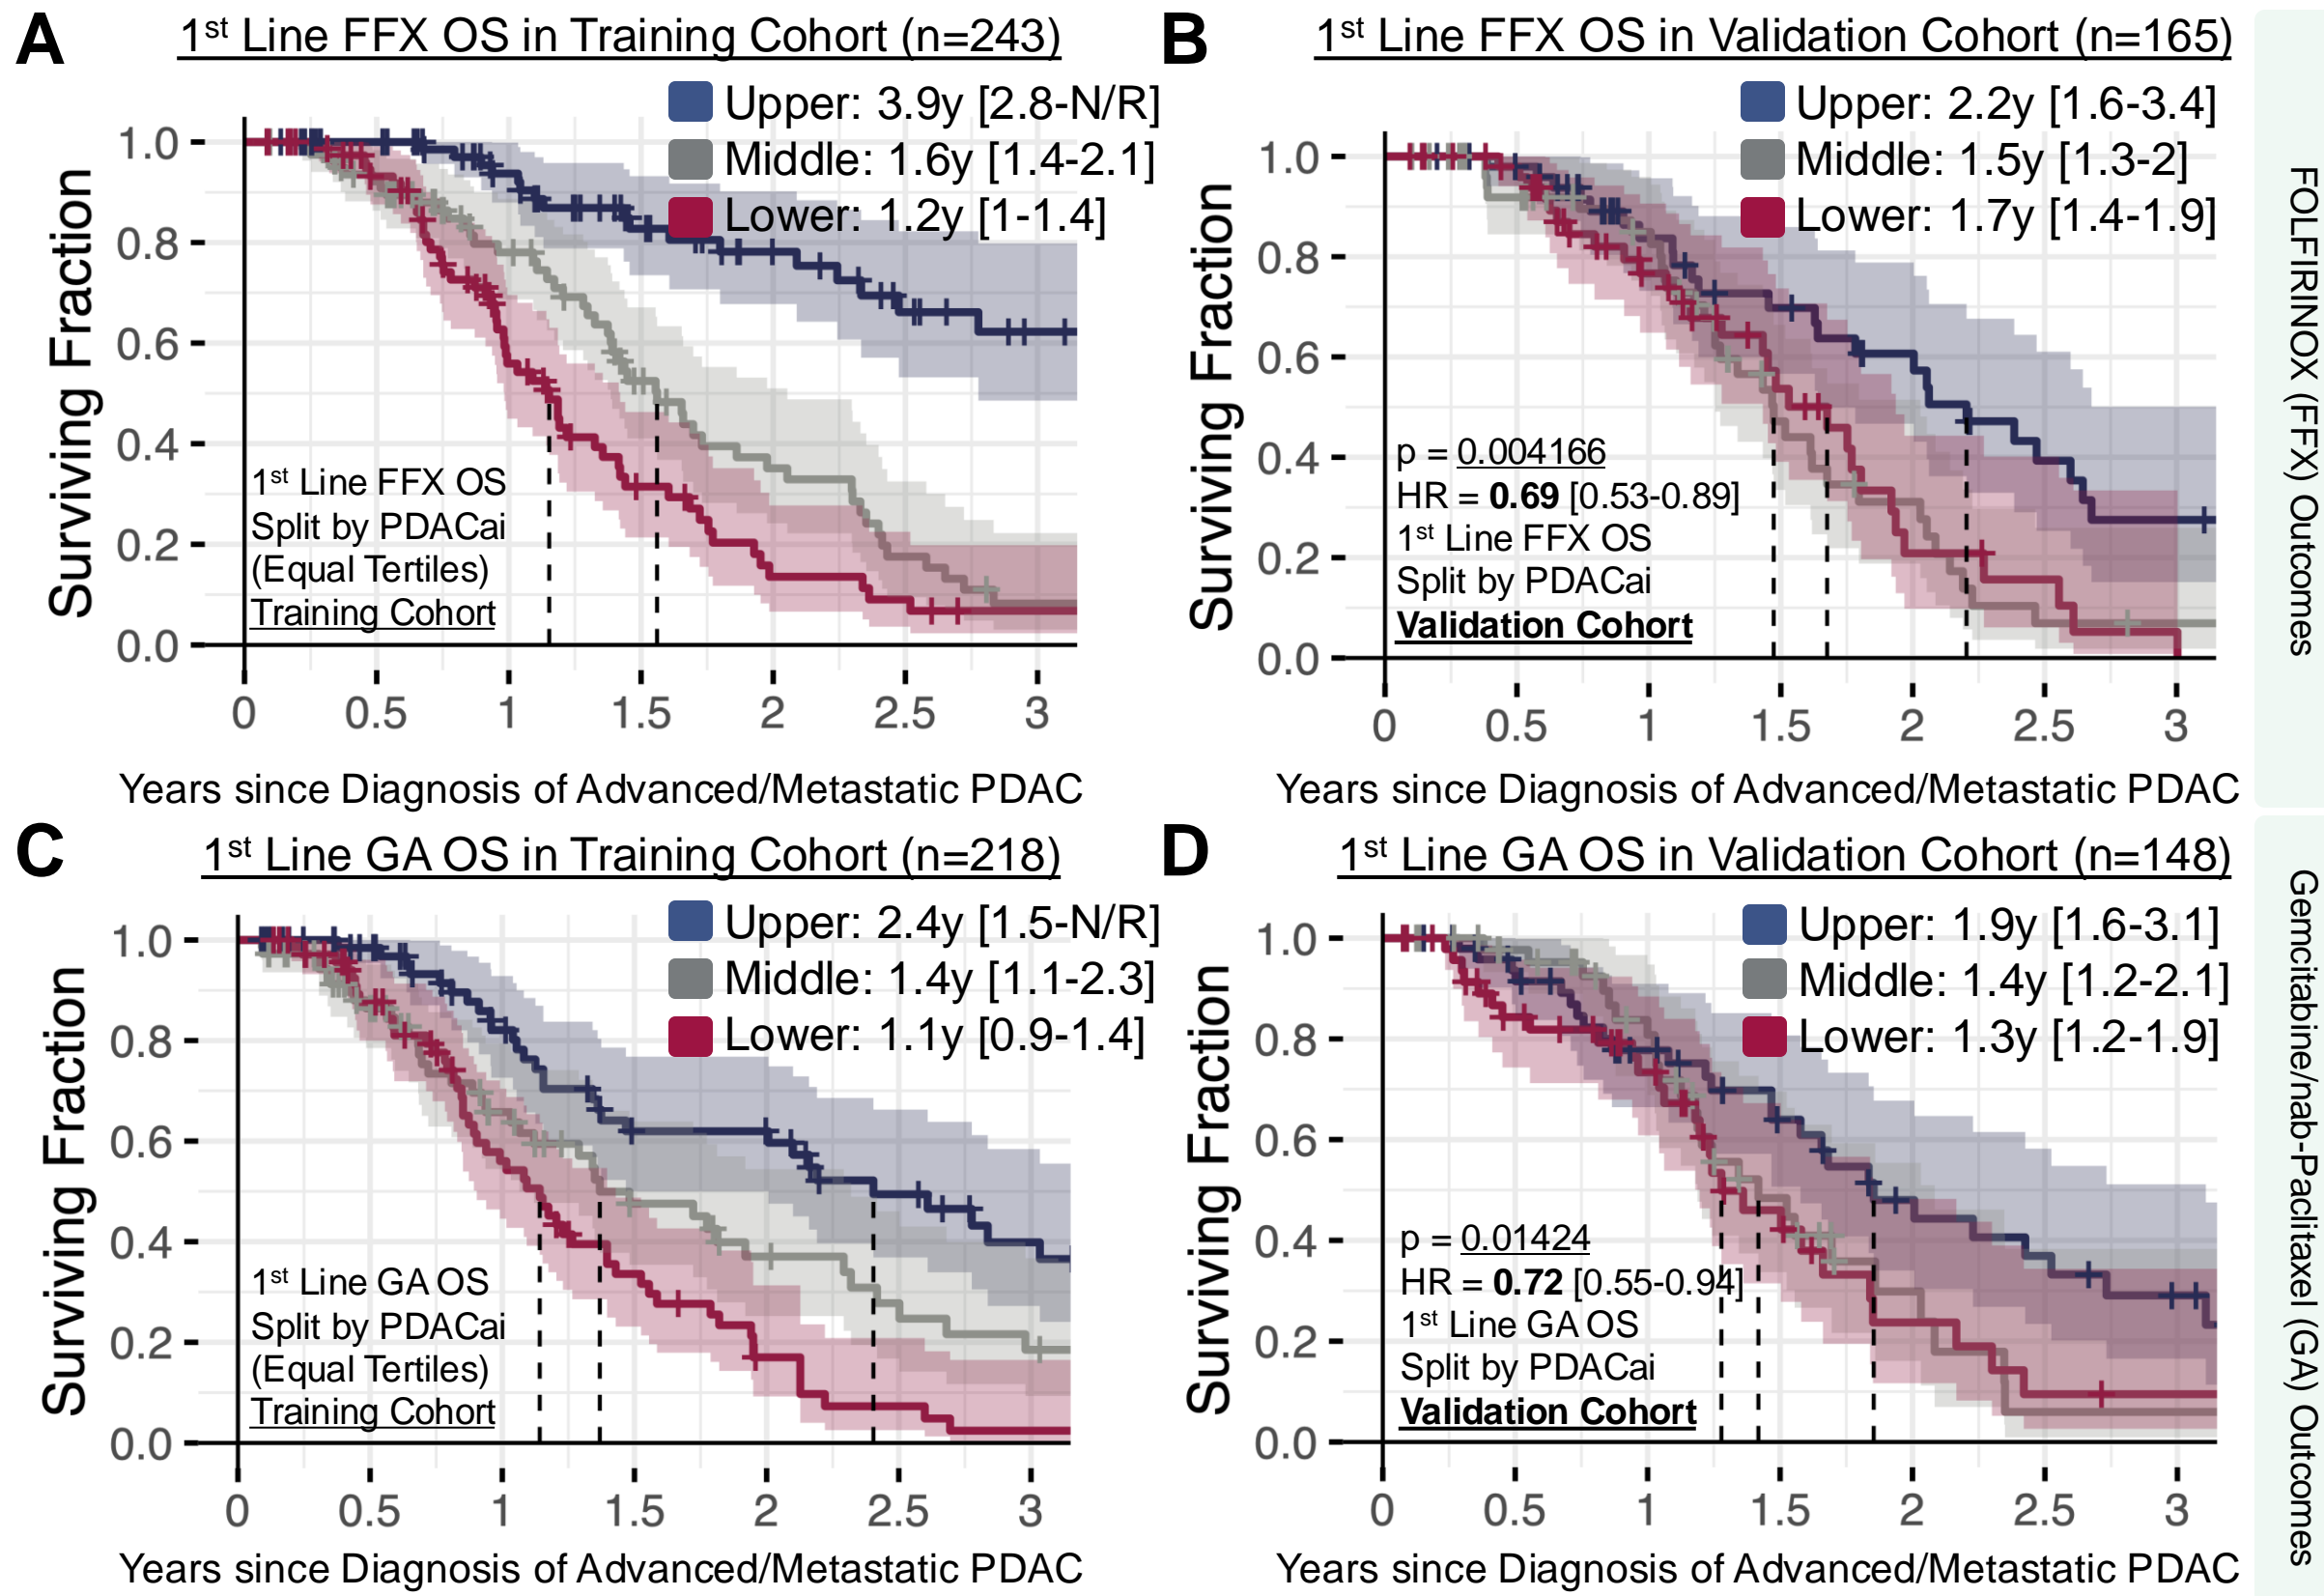 A
1st Line FFX OS in Training Cohort (n=243)
Upper: 3.9y [2.8-N/R]
Middle: 1.6y [1.4-2.1]
Lower: 1.2y [1-1.4]
Surviving Fraction
1.0
0.8
0.6
0.4
0.2
0.0
1st Line FFX OS
Split by PDACai
(Equal Tertiles)
Training Cohort
0 0.5 1 1.5 2 2.5 3
Years since Diagnosis of Advanced/Metastatic PDAC
B
1st Line FFX OS in Validation Cohort (n=165)
Upper: 2.2y [1.6-3.4]
Middle: 1.5y [1.3-2]
Lower: 1.7y [1.4-1.9]
Surviving Fraction
1.0
0.8
0.6
0.4
0.2
0.0
p = 0.004166
HR = 0.69 [0.53-0.89]
1st Line FFX OS
Split by PDACai
Validation Cohort
0 0.5 1 1.5 2 2.5 3
Years since Diagnosis of Advanced/Metastatic PDAC
FOLFIRINOX (FFX) Outcomes
C
1st Line GA OS in Training Cohort (n=218)
Upper: 2.4y [1.5-N/R]
Middle: 1.4y [1.1-2.3]
Lower: 1.1y [0.9-1.4]
Surviving Fraction
1.0
0.8
0.6
0.4
0.2
0.0
1st Line GA OS
Split by PDACai
(Equal Tertiles)
Training Cohort
0 0.5 1 1.5 2 2.5 3
Years since Diagnosis of Advanced/Metastatic PDAC
D
1st Line GA OS in Validation Cohort (n=148)
Upper: 1.9y [1.6-3.1]
Middle: 1.4y [1.2-2.1]
Lower: 1.3y [1.2-1.9]
Surviving Fraction
1.0
0.8
0.6
0.4
0.2
0.0
p = 0.01424
HR = 0.72 [0.55-0.94]
1st Line GA OS
Split by PDACai
Validation Cohort
0 0.5 1 1.5 2 2.5 3
Years since Diagnosis of Advanced/Metastatic PDAC
Gemcitabine/nab-Paclitaxel (GA) Outcomes